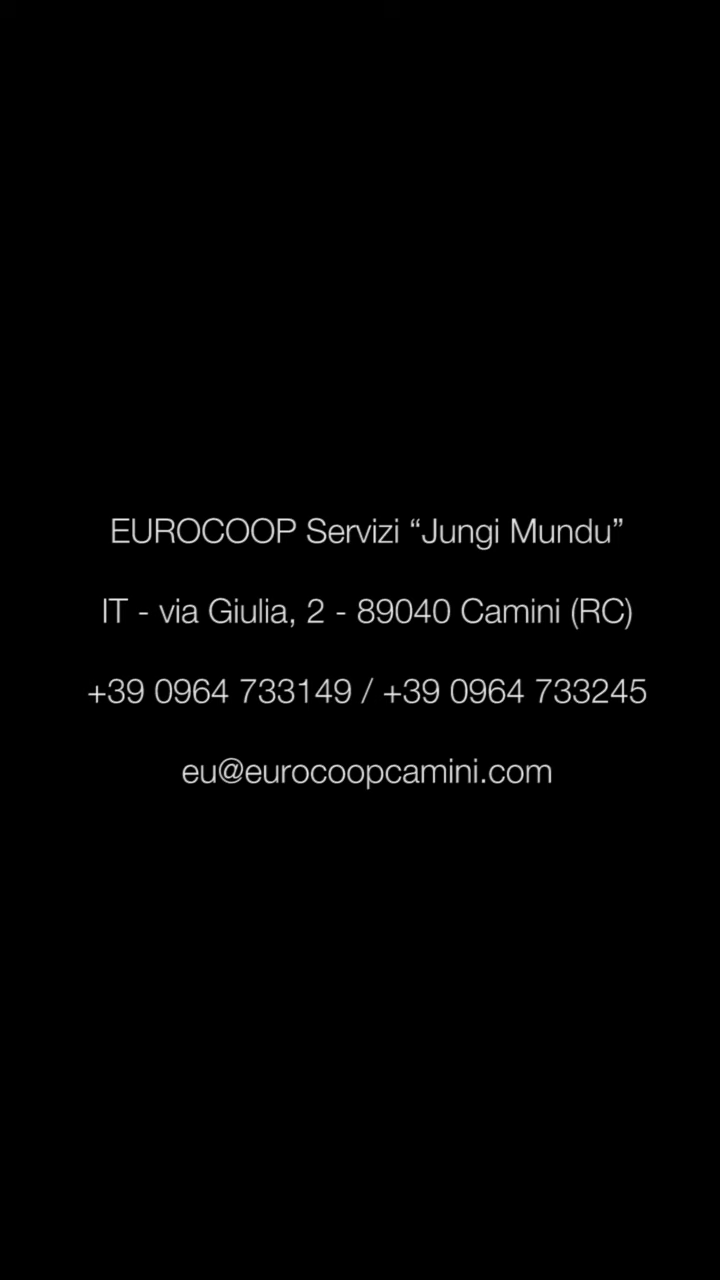 EUROCOOP Servizi “Jungi Mundu”
IT - via Giulia, 2 - 89040 Camini (RC)
+39 0964 733149 / +39 0964 733245
eu@eurocoopcamini.com